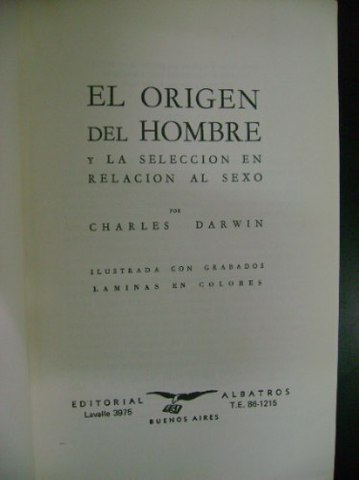 EL ORIGEN
DEL HOMBRE
Y LA SELECCION EN
RELACION AL SEXO
POR
CHARLES DARWIN
ILUSTRADA CON GRABADOS
LAMINAS EN COLORES
EDITORIAL ALBATROS
Lavalle 3975 T.E. 86-1215
BUENOS AIRES